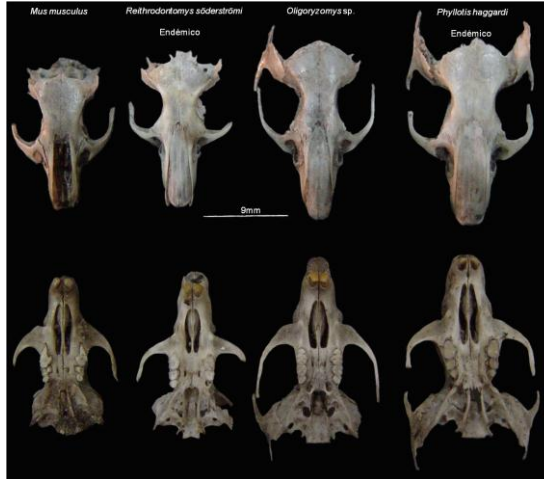 Mus musculus
Reithrodontomys söderströmi
Endémico
Oligoryzomys sp.
Phyllotis haggardi
Endémico
9mm